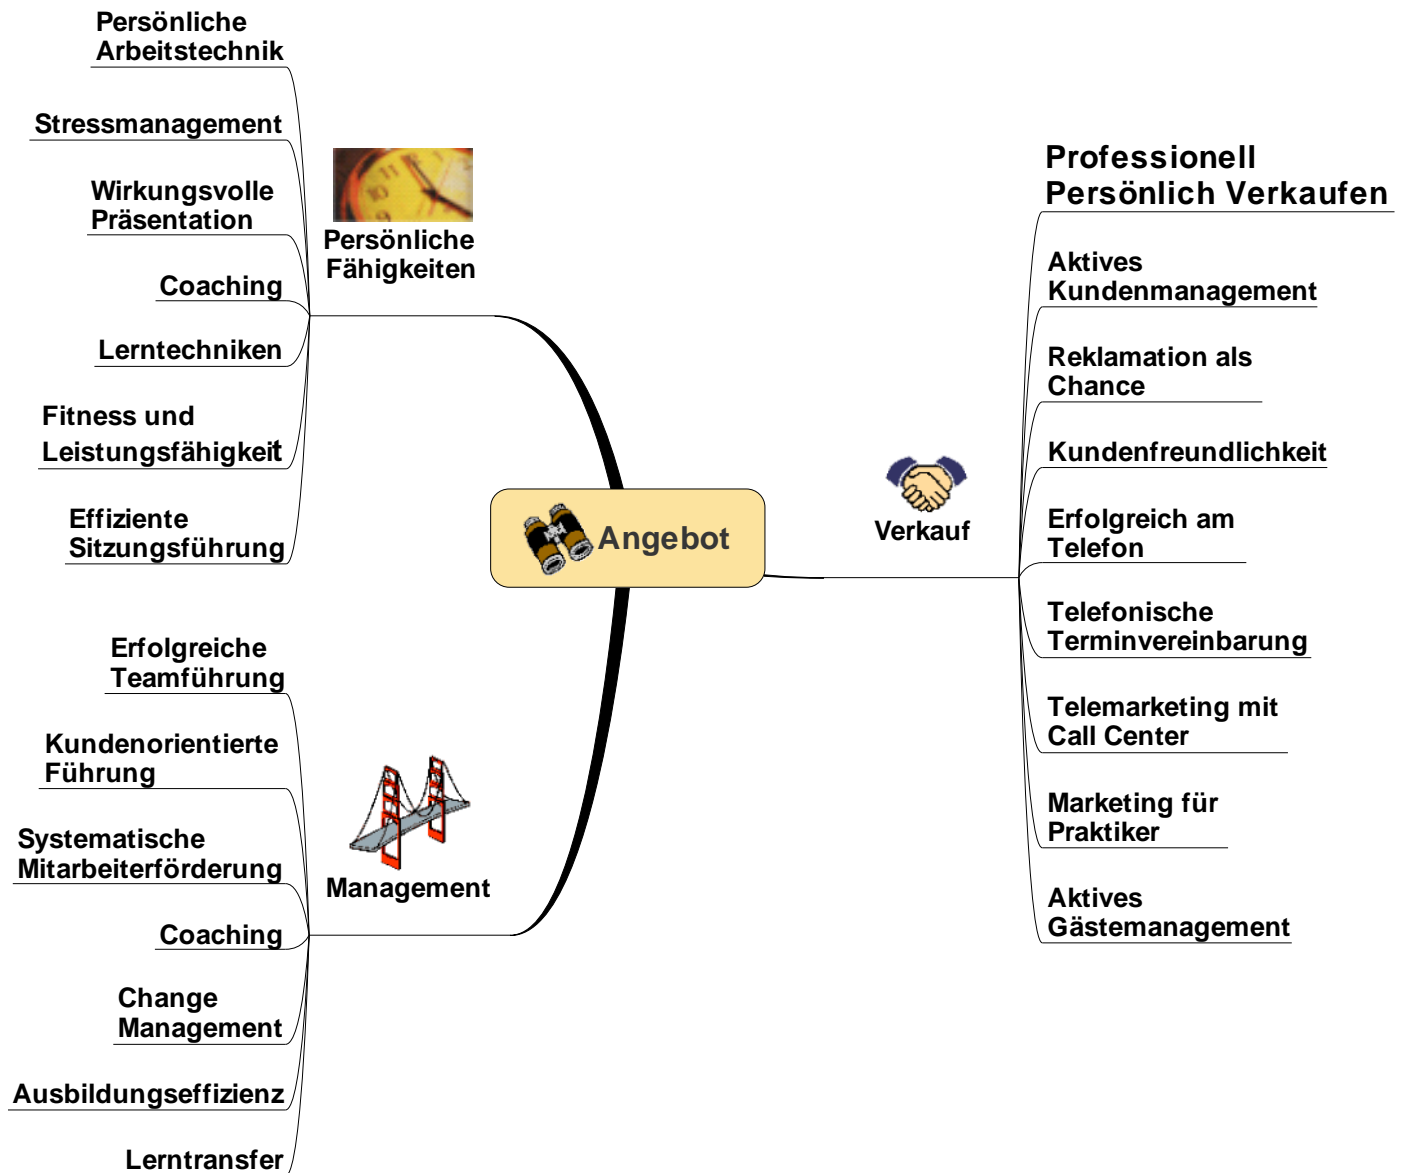 Persönliche
Arbeitstechnik
Stressmanagement
Wirkungsvolle
Präsentation
Coaching
Lerntechniken
Fitness und
Leistungsfähigkeit
Effiziente
Sitzungsführung
Persönliche
Fähigkeiten
Angebot
Verkauf
Professionell
Persönlich Verkaufen
Aktives
Kundenmanagement
Reklamation als
Chance
Kundenfreundlichkeit
Erfolgreich am
Telefon
Telefonische
Terminvereinbarung
Telemarketing mit
Call Center
Marketing für
Praktiker
Aktives
Gästemanagement
Erfolgreiche
Teamführung
Kundenorientierte
Führung
Systematische
Mitarbeiterförderung
Coaching
Change
Management
Ausbildungseffizienz
Lerntransfer
Management